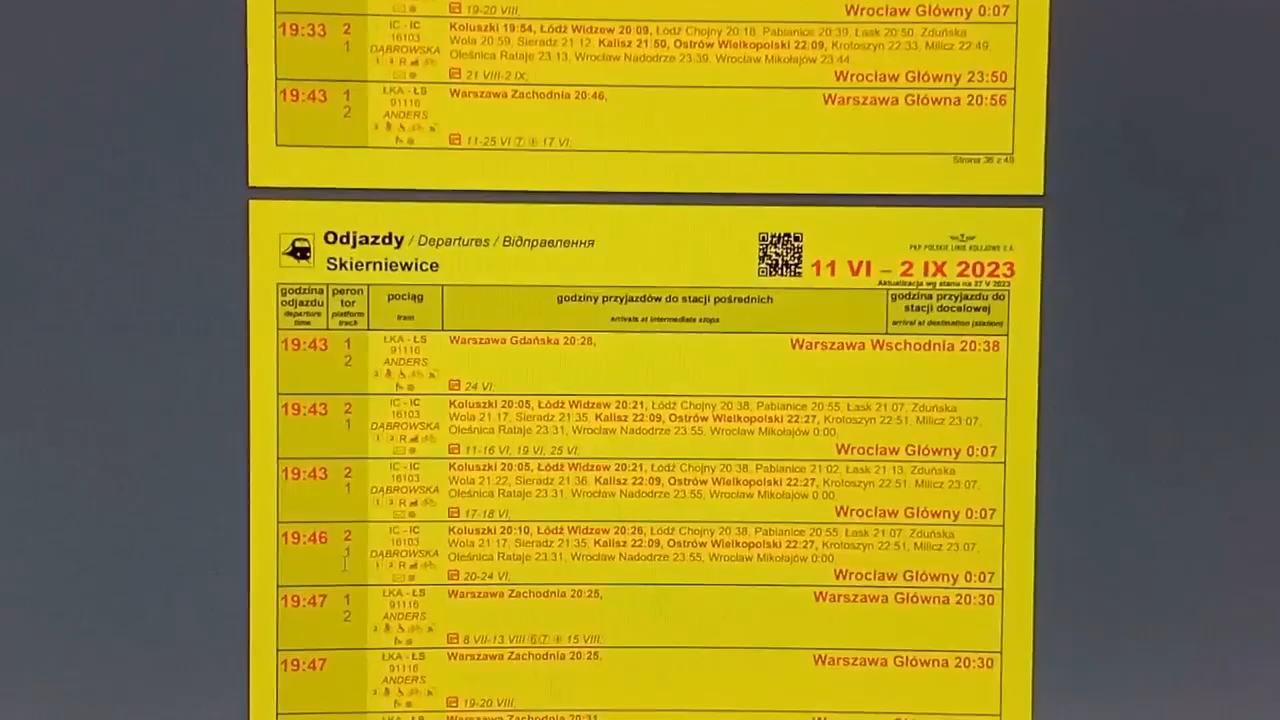 19-20 VIII,
Wrocław Główny 0:07
19:33 2 IC - IC Koluszki 19:54, Łódź Widzew 20:09, Łódź Chojny 20:18, Pabianice 20:39, Łask 20:50, Zduńska
1 16103 Wola 20:59, Sieradz 21:12, Kalisz 21:50, Ostrów Wielkopolski 22:09, Krotoszyn 22:33, Milicz 22:49,
DĄBROWSKA Oleśnica Rataje 23:13, Wrocław Nadodrze 23:39, Wrocław Mikołajów 23:44,
21 VIII-2 IX, Wrocław Główny 23:50
19:43 1 ŁKA - ŁS Warszawa Zachodnia 20:46, Warszawa Główna 20:56
2 91116
ANDERS
11-25 VI ⑦ 17 VI,
Strona 36 z 49
Odjazdy / Departures / Відправлення
Skierniewice
PKP POLSKIE LINIE KOLEJOWE S.A.
11 VI – 2 IX 2023
Aktualizacja wg stanu na 27 V 2023
godzina odjazdu departure time
peron tor platform track
pociąg train
godziny przyjazdów do stacji pośrednich arrivals at intermediate stops
godzina przyjazdu do stacji docelowej arrival at destination (station)
19:43 1 ŁKA - ŁS Warszawa Gdańska 20:28, Warszawa Wschodnia 20:38
2 91116
ANDERS
24 VI,
19:43 2 IC - IC Koluszki 20:05, Łódź Widzew 20:21, Łódź Chojny 20:38, Pabianice 20:55, Łask 21:07, Zduńska
1 16103 Wola 21:17, Sieradz 21:35, Kalisz 22:09, Ostrów Wielkopolski 22:27, Krotoszyn 22:51, Milicz 23:07,
DĄBROWSKA Oleśnica Rataje 23:31, Wrocław Nadodrze 23:55, Wrocław Mikołajów 0:00,
11-16 VI, 19 VI, 25 VI, Wrocław Główny 0:07
19:43 2 IC - IC Koluszki 20:05, Łódź Widzew 20:21, Łódź Chojny 20:38, Pabianice 21:02, Łask 21:13, Zduńska
1 16103 Wola 21:22, Sieradz 21:36, Kalisz 22:09, Ostrów Wielkopolski 22:27, Krotoszyn 22:51, Milicz 23:07,
DĄBROWSKA Oleśnica Rataje 23:31, Wrocław Nadodrze 23:55, Wrocław Mikołajów 0:00,
17-18 VI, Wrocław Główny 0:07
19:46 2 IC - IC Koluszki 20:10, Łódź Widzew 20:26, Łódź Chojny 20:38, Pabianice 20:55, Łask 21:07, Zduńska
1 16103 Wola 21:17, Sieradz 21:35, Kalisz 22:09, Ostrów Wielkopolski 22:27, Krotoszyn 22:51, Milicz 23:07,
DĄBROWSKA Oleśnica Rataje 23:31, Wrocław Nadodrze 23:55, Wrocław Mikołajów 0:00,
20-24 VI, Wrocław Główny 0:07
19:47 1 ŁKA - ŁS Warszawa Zachodnia 20:25, Warszawa Główna 20:30
2 91116
ANDERS
8 VII-13 VIII ⑥⑦ 15 VIII,
19:47 ŁKA - ŁS Warszawa Zachodnia 20:25, Warszawa Główna 20:30
91116
ANDERS
19-20 VIII,
ŁKA - ŁS Warszawa Zachodnia 20:31,